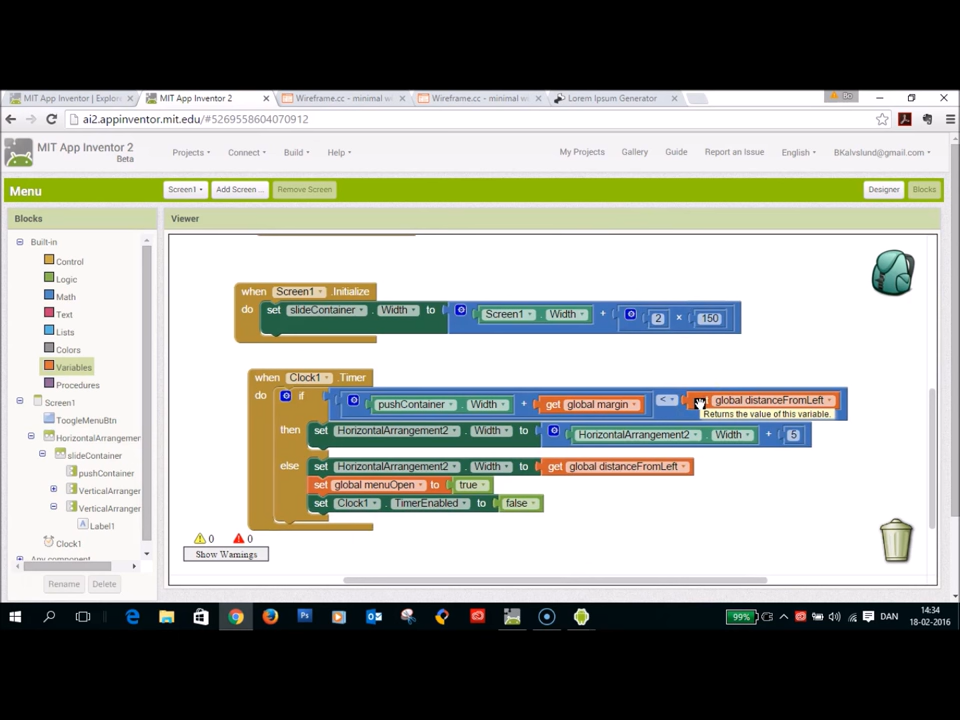 MIT App Inventor | Explore
MIT App Inventor 2
Wireframe.cc – minimal w
Wireframe.cc – minimal w
Lorem Ipsum Generator
Bo
ai2.appinventor.mit.edu/#5269558604070912
MIT App Inventor 2
Beta
Projects
Connect
Build
Help
My Projects
Gallery
Guide
Report an Issue
English
BKalvslund@gmail.com
Menu
Screen1
Add Screen ...
Remove Screen
Designer
Blocks
Blocks
Viewer
Built-in
Control
Logic
Math
Text
Lists
Colors
Variables
Procedures
Screen1
ToogleMenuBtn
HorizontalArrangemer
slideContainer
pushContainer
VerticalArranger
VerticalArranger
Label1
Clock1
Any component
Rename
Delete
when Screen1 .Initialize
do set slideContainer . Width to Screen1 . Width + 2 × 150
when Clock1 .Timer
do if pushContainer . Width + get global margin < global distanceFromLeft
Returns the value of this variable.
then set HorizontalArrangement2 . Width to HorizontalArrangement2 . Width + 5
else set HorizontalArrangement2 . Width to get global distanceFromLeft
set global menuOpen to true
set Clock1 . TimerEnabled to false
0 0
Show Warnings
99%
DAN
14:34
18-02-2016